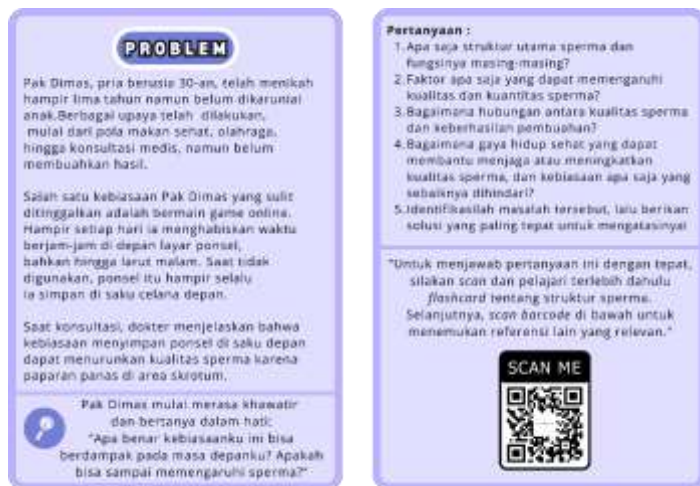 PROBLEM
Pak Dimas, pria berusia 30-an, telah menikah
hampir lima tahun namun belum dikaruniai
anak.Berbagai upaya telah dilakukan,
mulai dari pola makan sehat, olahraga,
hingga konsultasi medis, namun belum
membuahkan hasil.
Salah satu kebiasaan Pak Dimas yang sulit
ditinggalkan adalah bermain game online.
Hampir setiap hari ia menghabiskan waktu
berjam-jam di depan layar ponsel,
bahkan hingga larut malam. Saat tidak
digunakan, ponsel itu hampir selalu
ia simpan di saku celana depan.
Saat konsultasi, dokter menjelaskan bahwa
kebiasaan menyimpan ponsel di saku depan
dapat menurunkan kualitas sperma karena
paparan panas di area skrotum.
Pak Dimas mulai merasa khawatir
dan bertanya dalam hati:
"Apa benar kebiasaanku ini bisa
berdampak pada masa depanku? Apakah
bisa sampai memengaruhi sperma?"
Pertanyaan :
1.Apa saja struktur utama sperma dan
fungsinya masing-masing?
2.Faktor apa saja yang dapat memengaruhi
kualitas dan kuantitas sperma?
3.Bagaimana hubungan antara kualitas sperma
dan keberhasilan pembuahan?
4.Bagaimana gaya hidup sehat yang dapat
membantu menjaga atau meningkatkan
kualitas sperma, dan kebiasaan apa saja yang
sebaiknya dihindari?
5.Identifikasilah masalah tersebut, lalu berikan
solusi yang paling tepat untuk mengatasinya!
"Untuk menjawab pertanyaan ini dengan tepat,
silakan scan dan pelajari terlebih dahulu
flashcard tentang struktur sperma.
Selanjutnya, scan barcode di bawah untuk
menemukan referensi lain yang relevan."
SCAN ME